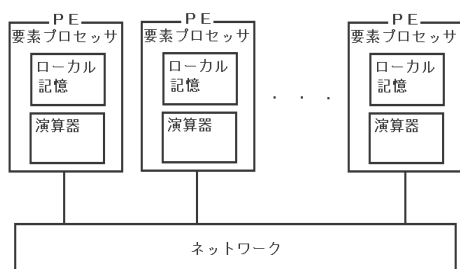 PE
要素プロセッサ
ローカル
記憶
演算器
PE
要素プロセッサ
ローカル
記憶
演算器
. . .
PE
要素プロセッサ
ローカル
記憶
演算器
ネットワーク